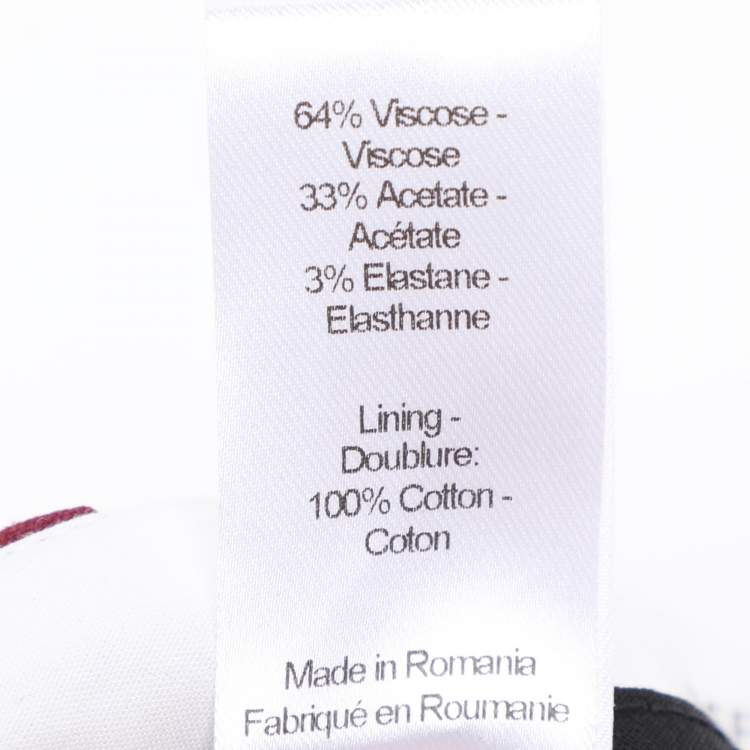 64% Viscose -
Viscose
33% Acetate -
Acétate
3% Elastane -
Elasthanne
Lining -
Doublure:
100% Cotton -
Coton
Made in Romania
Fabriqué en Roumanie